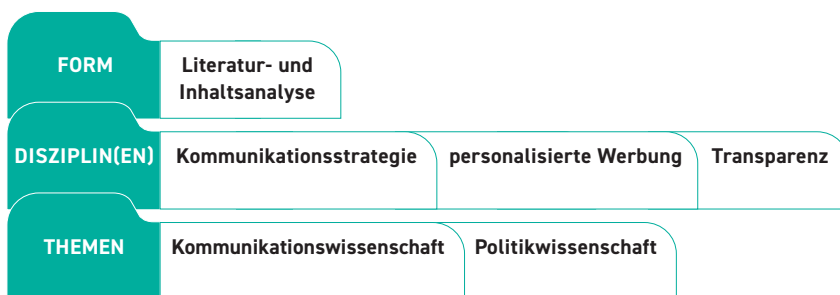 FORM
Literatur- und
Inhaltsanalyse
DISZIPLIN(EN)
Kommunikationsstrategie
personalisierte Werbung
Transparenz
THEMEN
Kommunikationswissenschaft
Politikwissenschaft